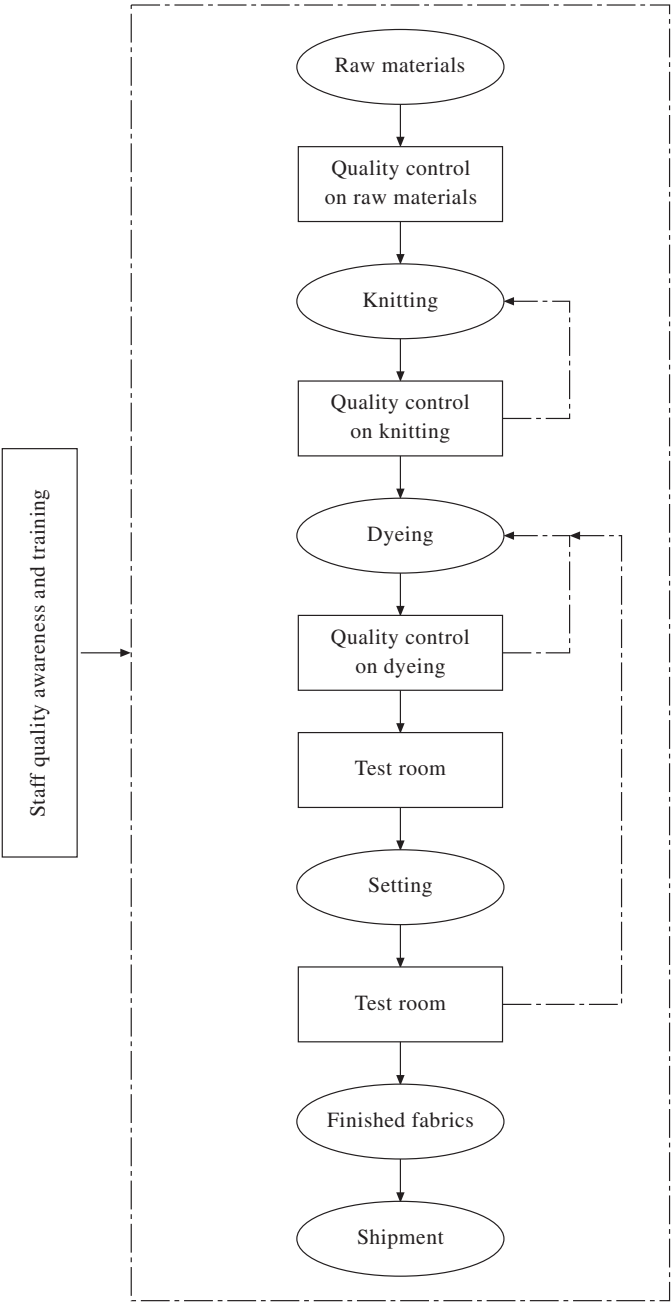 Raw materials
Quality control
on raw materials
Knitting
Quality control
on knitting
Staff quality awareness and training
Dyeing
Quality control
on dyeing
Test room
Setting
Test room
Finished fabrics
Shipment